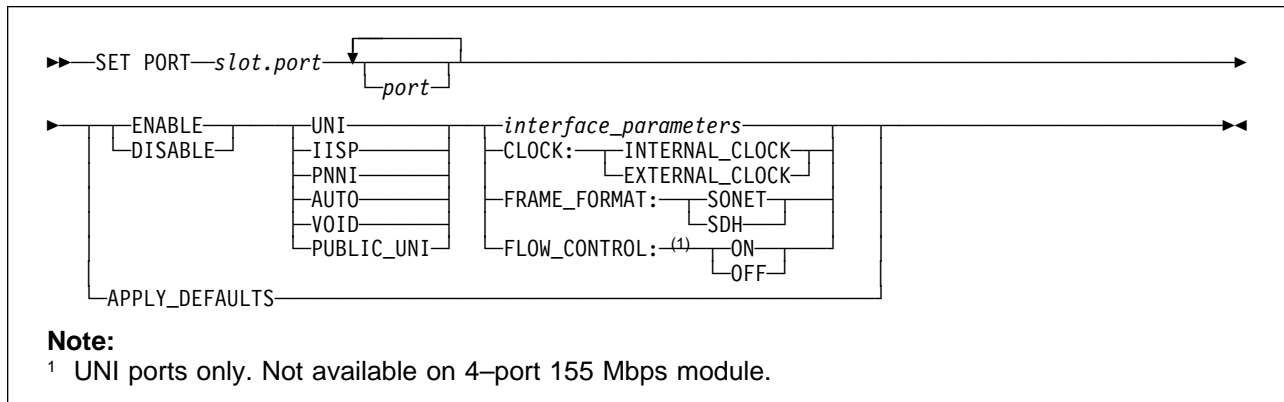 SET PORT slot.port
port
ENABLE UNI interface_parameters
DISABLE IISP CLOCK: INTERNAL_CLOCK
PNNI EXTERNAL_CLOCK
AUTO FRAME_FORMAT: SONET
VOID SDH
PUBLIC_UNI FLOW_CONTROL: (1) ON
OFF
APPLY_DEFAULTS
Note:
1 UNI ports only. Not available on 4–port 155 Mbps module.